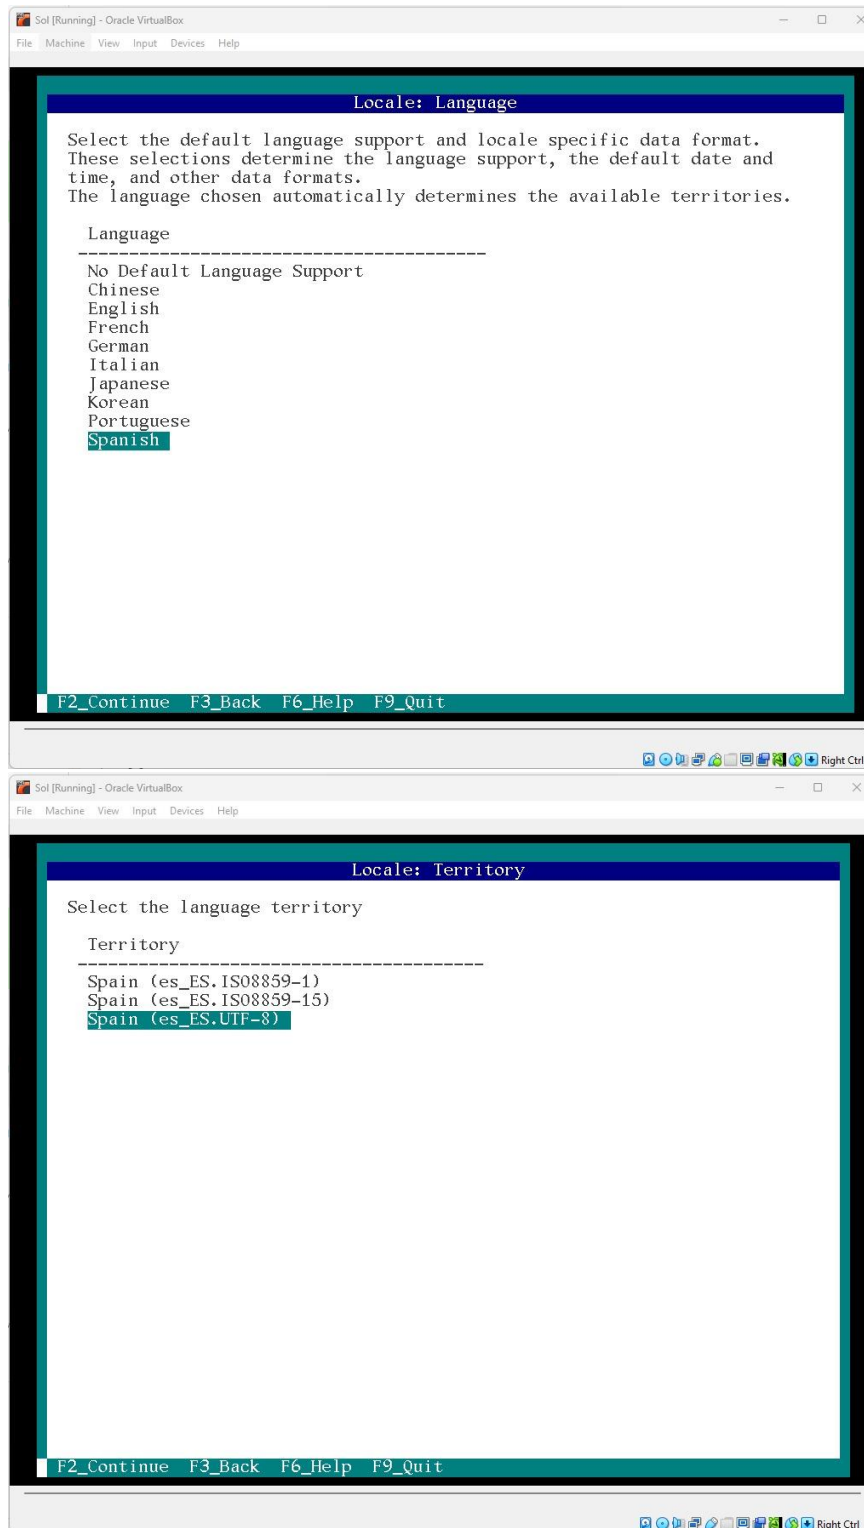 Sol [Running] - Oracle VirtualBox
File Machine View Input Devices Help
Locale: Language
Select the default language support and locale specific data format.
These selections determine the language support, the default date and
time, and other data formats.
The language chosen automatically determines the available territories.
Language
----------------------------------------
No Default Language Support
Chinese
English
French
German
Italian
Japanese
Korean
Portuguese
Spanish
F2_Continue F3_Back F6_Help F9_Quit
Right Ctrl
Sol [Running] - Oracle VirtualBox
File Machine View Input Devices Help
Locale: Territory
Select the language territory
Territory
----------------------------------------
Spain (es_ES.ISO8859-1)
Spain (es_ES.ISO8859-15)
Spain (es_ES.UTF-8)
F2_Continue F3_Back F6_Help F9_Quit
Right Ctrl